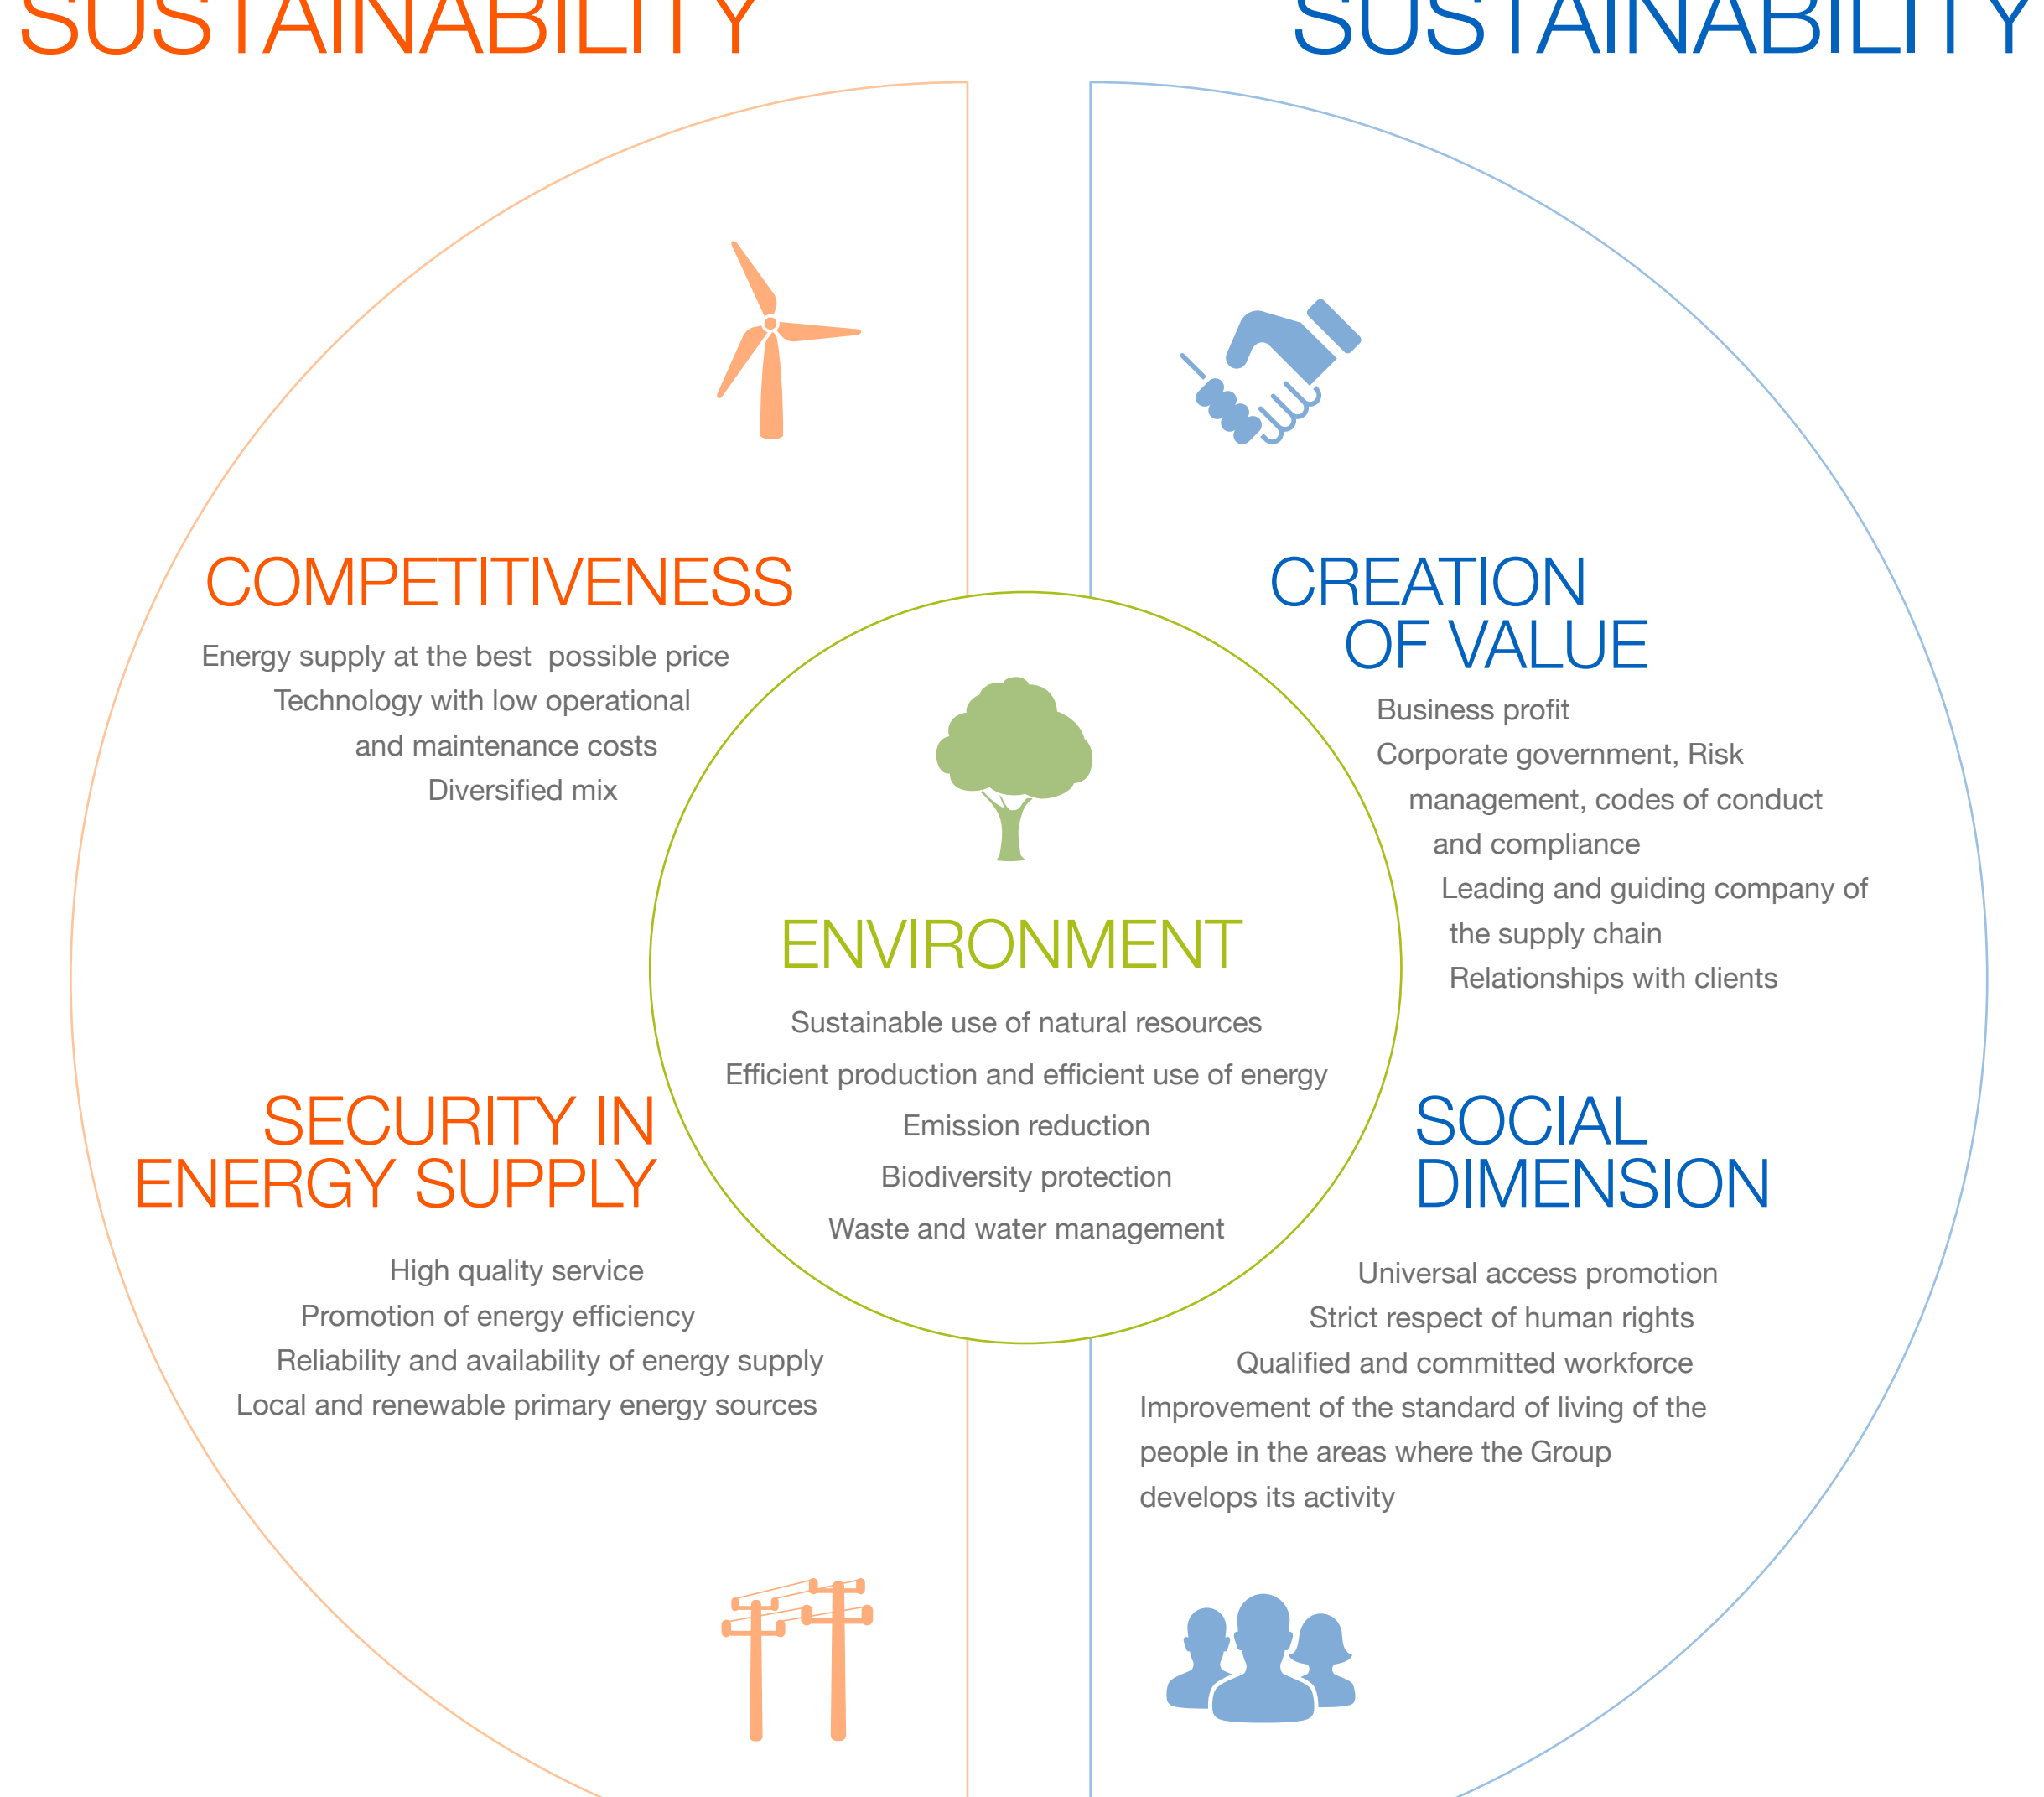 SUSTAINABILITY
SUSTAINABILITY
COMPETITIVENESS
Energy supply at the best possible price
Technology with low operational
and maintenance costs
Diversified mix
CREATION
OF VALUE
Business profit
Corporate government, Risk
management, codes of conduct
and compliance
Leading and guiding company of
the supply chain
Relationships with clients
ENVIRONMENT
Sustainable use of natural resources
Efficient production and efficient use of energy
Emission reduction
Biodiversity protection
Waste and water management
SECURITY IN
ENERGY SUPPLY
High quality service
Promotion of energy efficiency
Reliability and availability of energy supply
Local and renewable primary energy sources
SOCIAL
DIMENSION
Universal access promotion
Strict respect of human rights
Qualified and committed workforce
Improvement of the standard of living of the
people in the areas where the Group
develops its activity